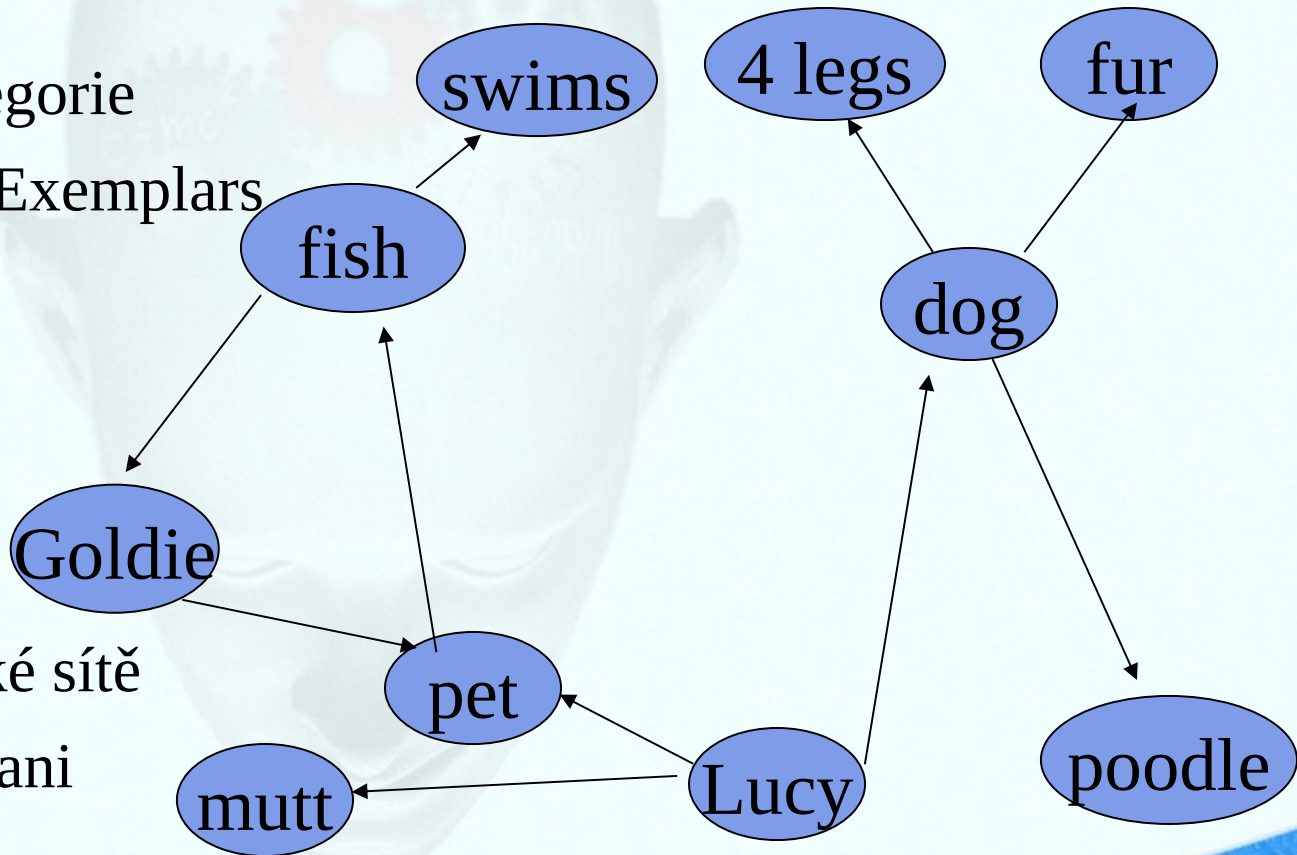 egorie
Exemplars
swims
4 legs
fur
fish
dog
Goldie
ké sítě
ani
pet
mutt
Lucy
poodle